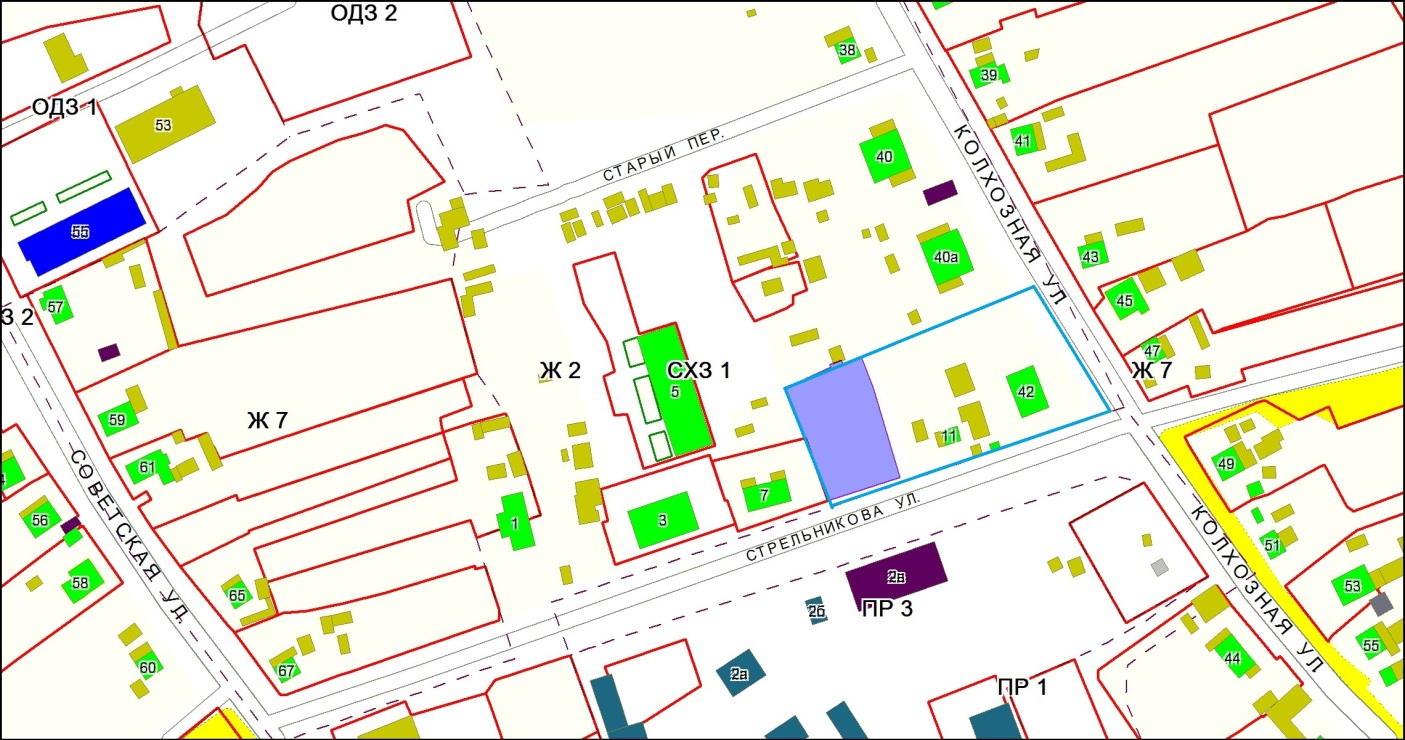 ОДЗ 2
38
39
ОДЗ 1
53
СТАРЫЙ ПЕР.
КОЛХОЗНАЯ УЛ
41
40
55
40а
43
57
45
З 2
47
Ж 2
СХЗ 1
Ж 7
5
42
59
Ж 7
11
61
49
7
56
3
1
СОВЕТСКАЯ УЛ.
СТРЕЛЬНИКОВА УЛ.
КОЛХОЗНАЯ УЛ
51
2в
58
53
65
2б
ПР 3
55
60
67
2а
44
ПР 1